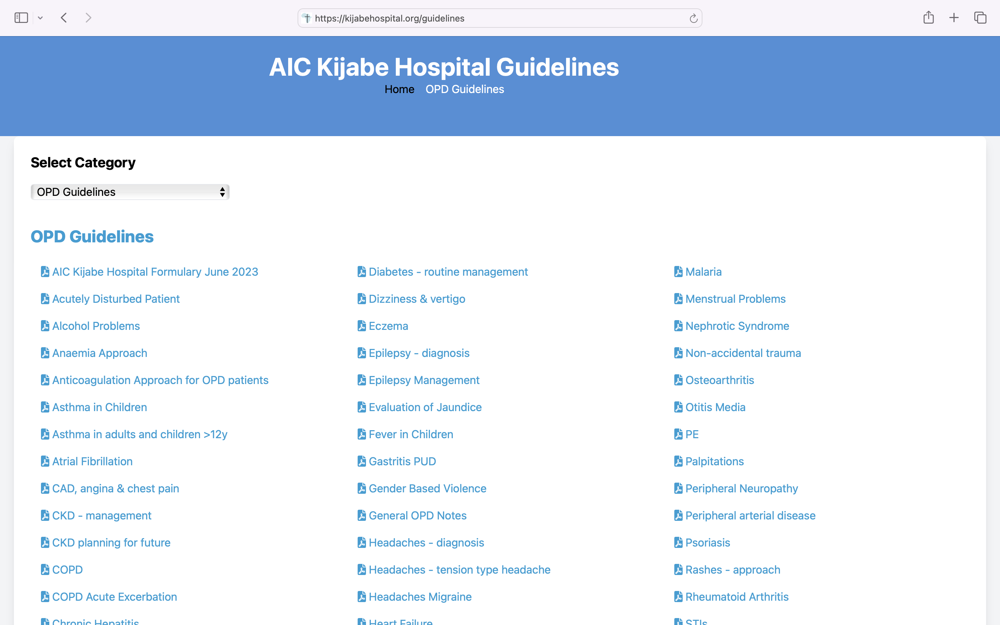 https://kijabehospital.org/guidelines
AIC Kijabe Hospital Guidelines
Home OPD Guidelines
Select Category
OPD Guidelines
OPD Guidelines
AIC Kijabe Hospital Formulary June 2023
Acutely Disturbed Patient
Alcohol Problems
Anaemia Approach
Anticoagulation Approach for OPD patients
Asthma in Children
Asthma in adults and children >12y
Atrial Fibrillation
CAD, angina & chest pain
CKD - management
CKD planning for future
COPD
COPD Acute Excerbation
Chronic Hepatitis
Diabetes - routine management
Dizziness & vertigo
Eczema
Epilepsy - diagnosis
Epilepsy Management
Evaluation of Jaundice
Fever in Children
Gastritis PUD
Gender Based Violence
General OPD Notes
Headaches - diagnosis
Headaches - tension type headache
Headaches Migraine
Heart Failure
Malaria
Menstrual Problems
Nephrotic Syndrome
Non-accidental trauma
Osteoarthritis
Otitis Media
PE
Palpitations
Peripheral Neuropathy
Peripheral arterial disease
Psoriasis
Rashes - approach
Rheumatoid Arthritis
STIs